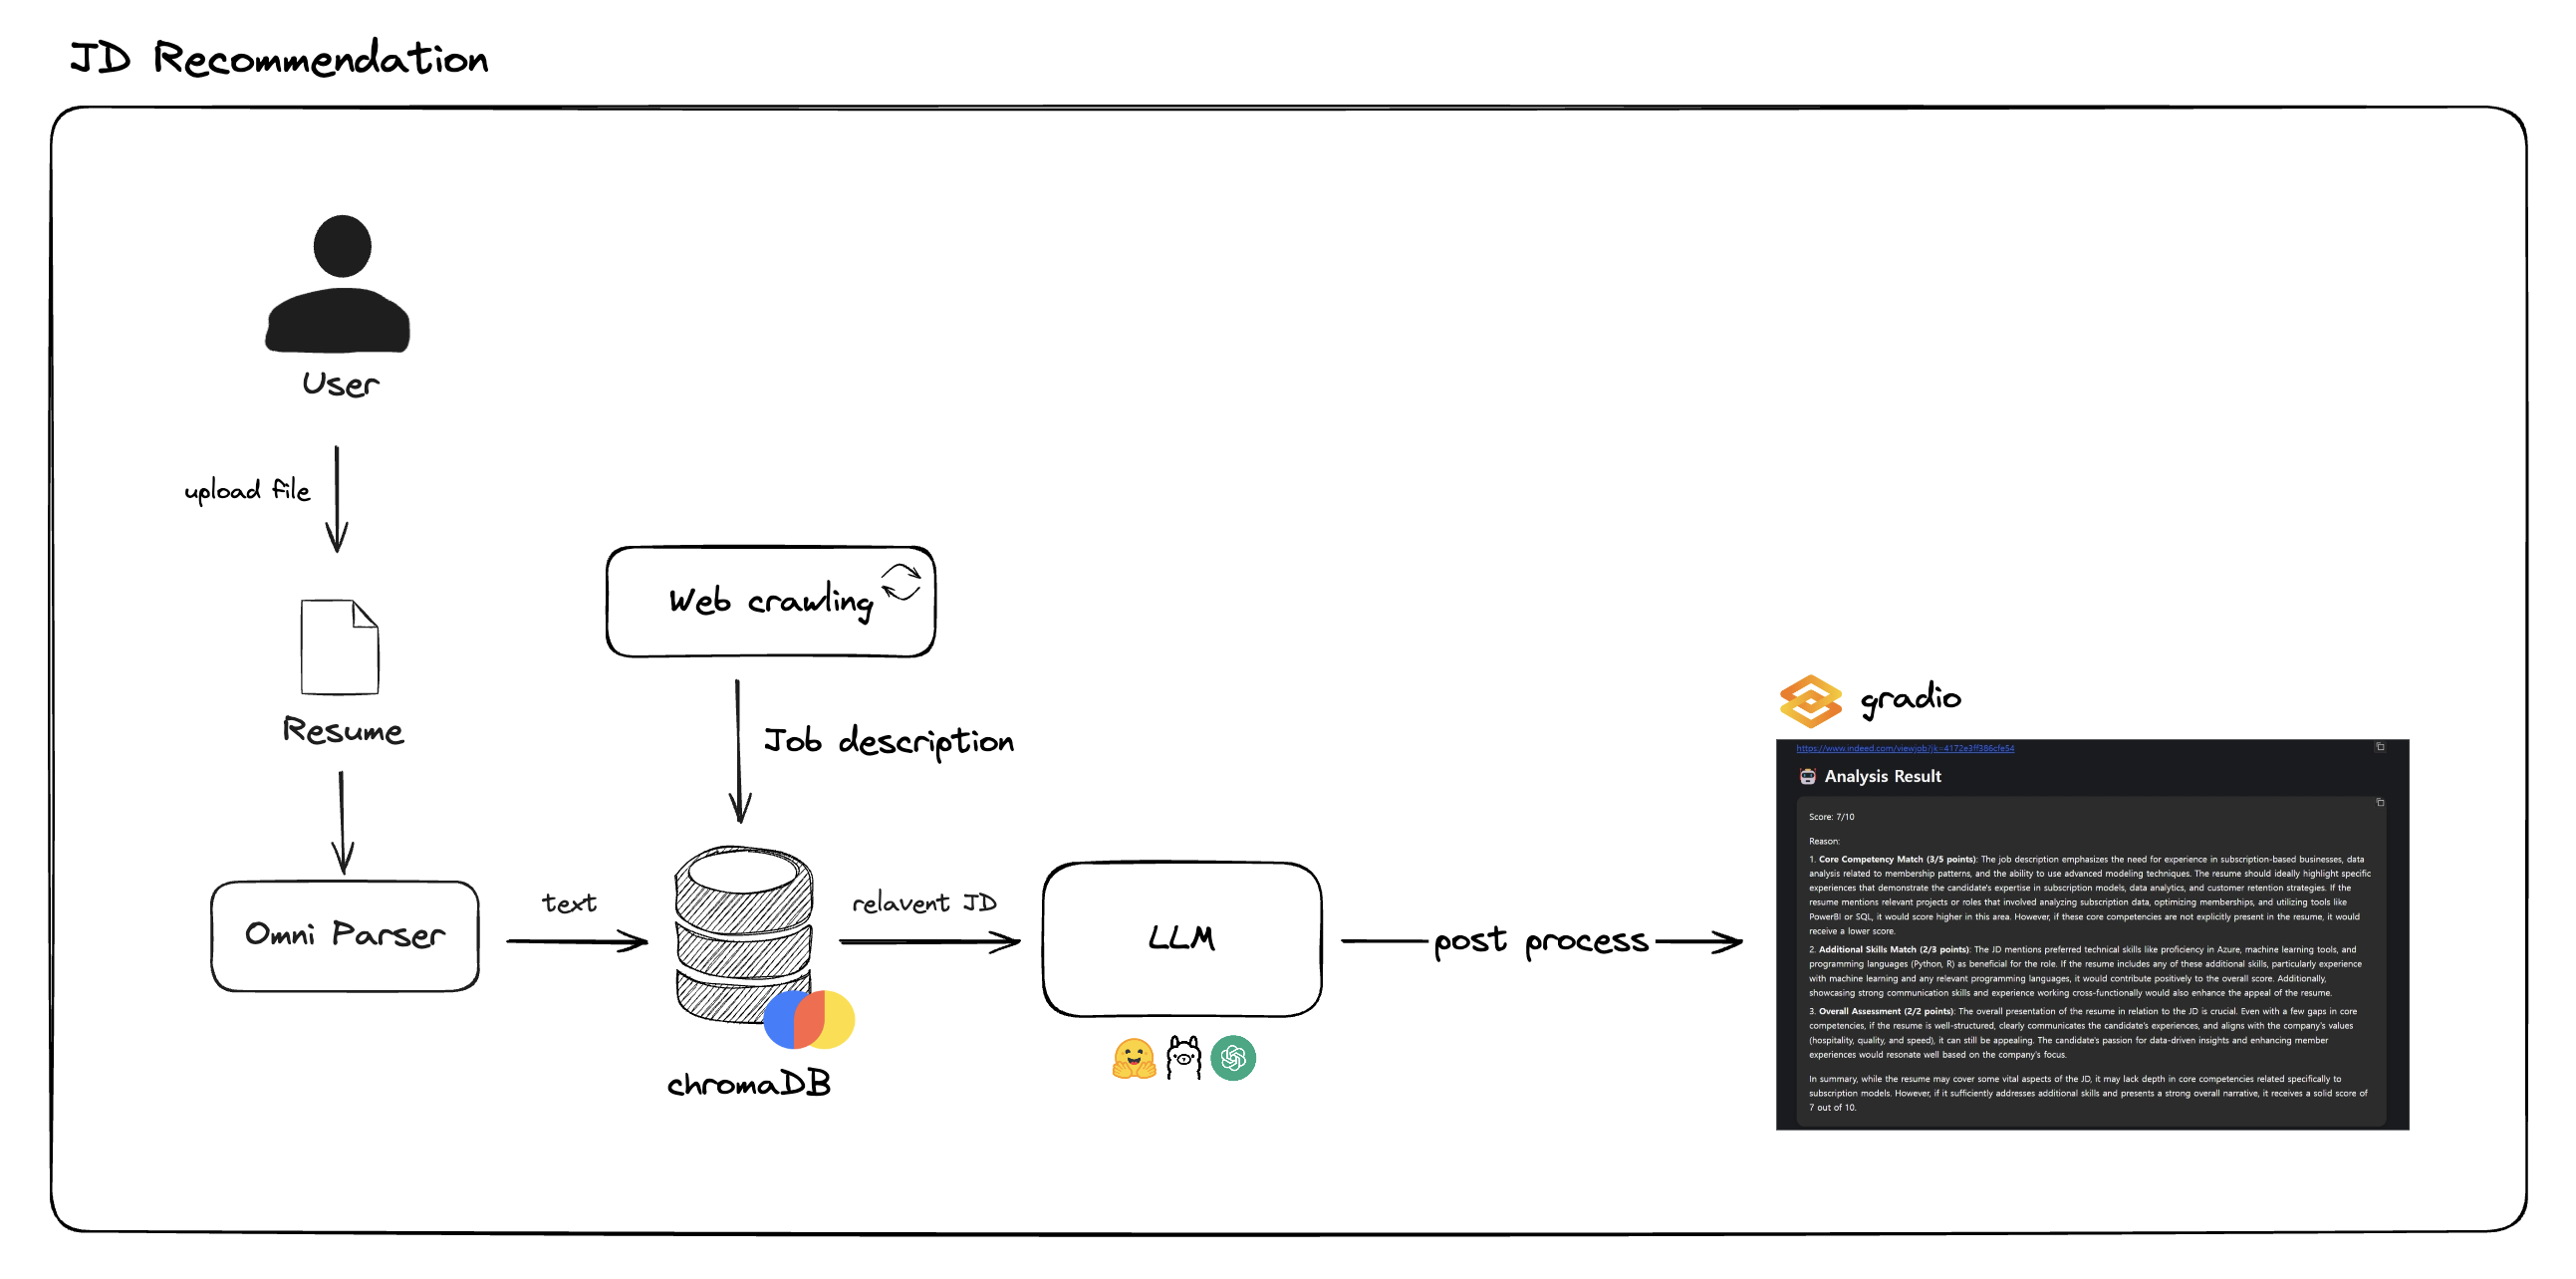 JD Recommendation
User
upload file
Resume
Omni Parser
text
Web crawling
Job description
chromaDB
relavent JD
LLM
post process
gradio
https://www.indeed.com/viewjob/jk=4172e3ff386cfe54
Analysis Result
Score: 7/10
Reason:
1. Core Competency Match (3/5 points): The job description emphasizes the need for experience in subscription-based businesses, data
analysis related to membership patterns, and the ability to use advanced modeling techniques. The resume should ideally highlight specific
experiences that demonstrate the candidate's expertise in subscription models, data analytics, and customer retention strategies. If the
resume mentions relevant projects or roles that involved analyzing subscription data, optimizing memberships, and utilizing tools like
PowerBI or SQL, it would score higher in this area. However, if these core competencies are not explicitly present in the resume, it would
receive a lower score.
2. Additional Skills Match (2/3 points): The JD mentions preferred technical skills like proficiency in Azure, machine learning tools, and
programming languages (Python, R) as beneficial for the role. If the resume includes any of these additional skills, particularly experience
with machine learning and any relevant programming languages, it would contribute positively to the overall score. Additionally,
showcasing strong communication skills and experience working cross-functionally would also enhance the appeal of the resume.
3. Overall Assessment (2/2 points): The overall presentation of the resume in relation to the JD is crucial. Even with a few gaps in core
competencies, if the resume is well-structured, clearly communicates the candidate's experiences, and aligns with the company's values
(hospitality, quality, and speed), it can still be appealing. The candidate's passion for data-driven insights and enhancing member
experiences would resonate well based on the company's focus.
In summary, while the resume may cover some vital aspects of the JD, it may lack depth in core competencies related specifically to
subscription models. However, if it sufficiently addresses additional skills and presents a strong overall narrative, it receives a solid score of
7 out of 10.